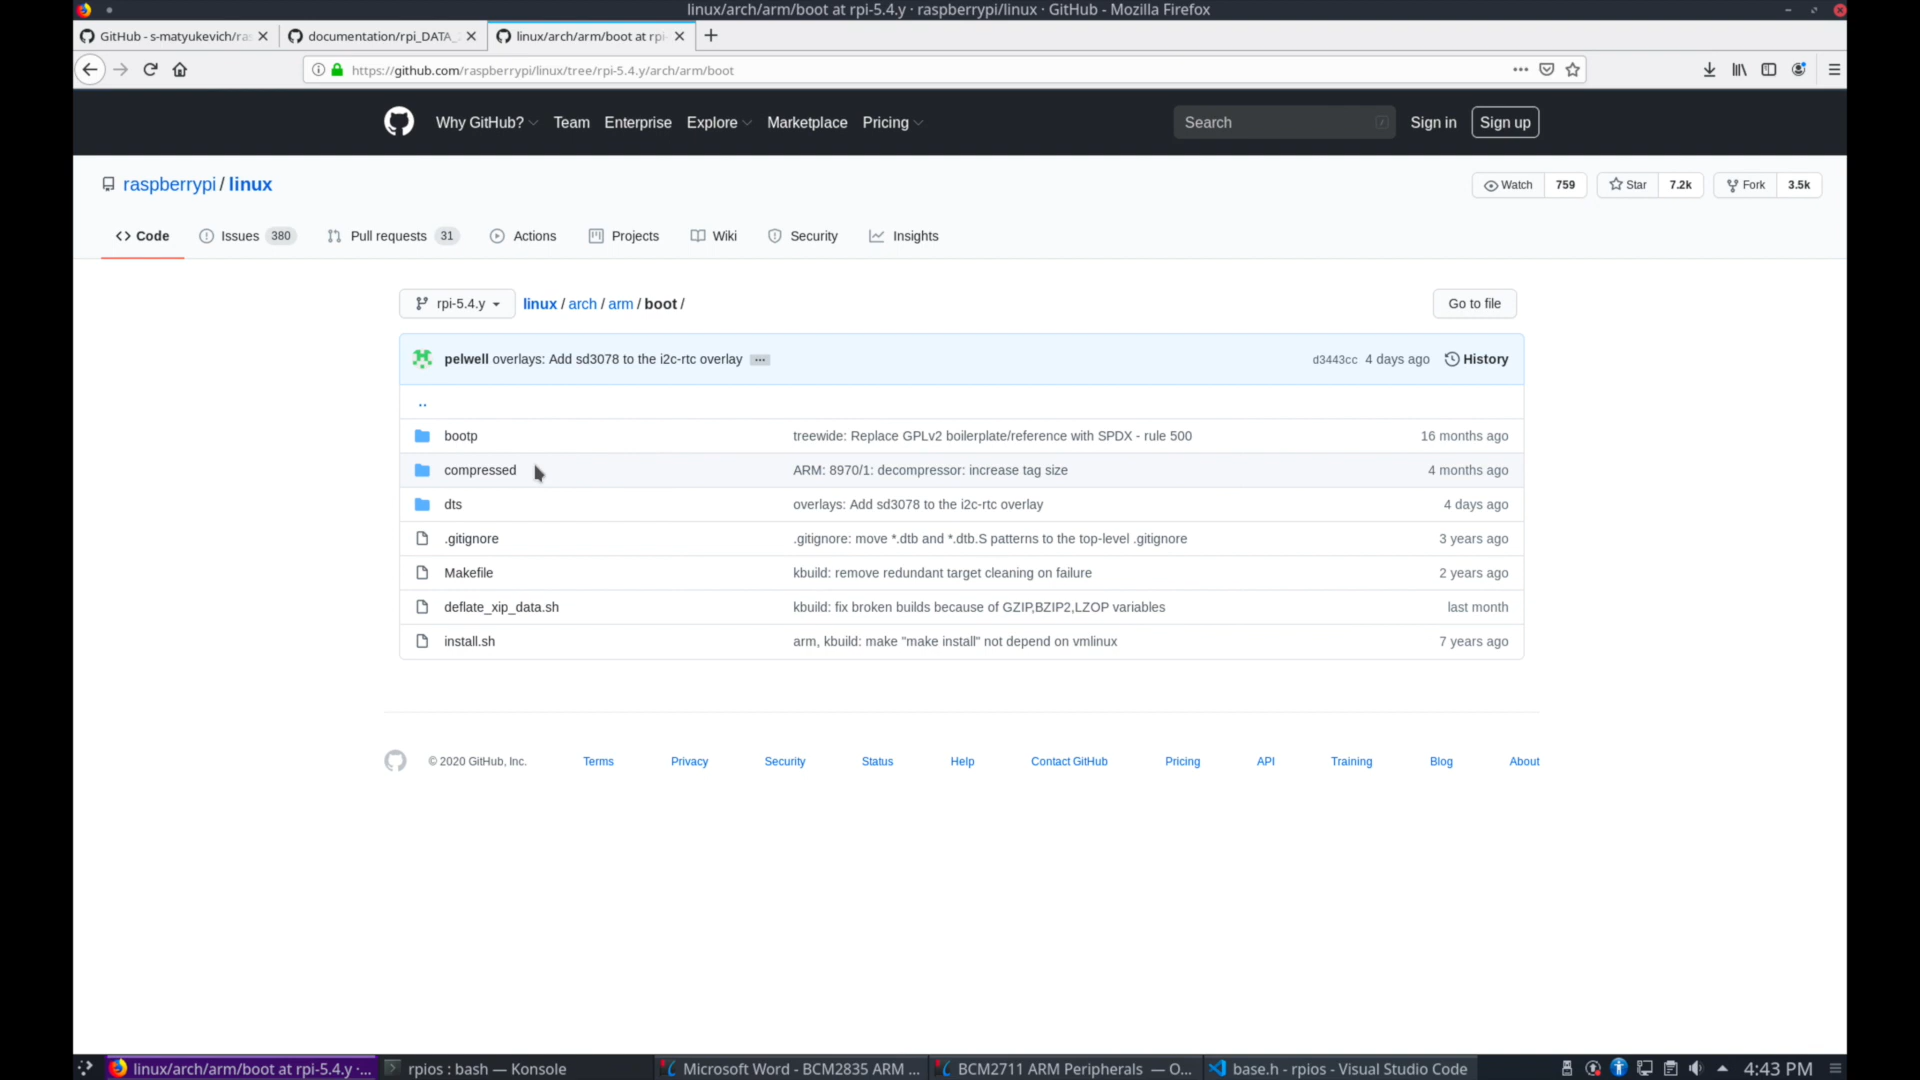 linux/arch/arm/boot at rpi-5.4.y · raspberrypi/linux · GitHub - Mozilla Firefox
GitHub - s-matyukevich/ras
documentation/rpi_DATA_
linux/arch/arm/boot at rpi-
https://github.com/raspberrypi/linux/tree/rpi-5.4.y/arch/arm/boot
Why GitHub? Team Enterprise Explore Marketplace Pricing Search / Sign in Sign up
raspberrypi / linux Watch 759 Star 7.2k Fork 3.5k
Code Issues 380 Pull requests 31 Actions Projects Wiki Security Insights
rpi-5.4.y linux / arch / arm / boot / Go to file
pelwell overlays: Add sd3078 to the i2c-rtc overlay ... d3443cc 4 days ago History
..
bootp treewide: Replace GPLv2 boilerplate/reference with SPDX - rule 500 16 months ago
compressed ARM: 8970/1: decompressor: increase tag size 4 months ago
dts overlays: Add sd3078 to the i2c-rtc overlay 4 days ago
.gitignore .gitignore: move *.dtb and *.dtb.S patterns to the top-level .gitignore 3 years ago
Makefile kbuild: remove redundant target cleaning on failure 2 years ago
deflate_xip_data.sh kbuild: fix broken builds because of GZIP,BZIP2,LZOP variables last month
install.sh arm, kbuild: make "make install" not depend on vmlinux 7 years ago
© 2020 GitHub, Inc. Terms Privacy Security Status Help Contact GitHub Pricing API Training Blog About
linux/arch/arm/boot at rpi-5.4.y ·... rpios : bash — Konsole Microsoft Word - BCM2835 ARM ... BCM2711 ARM Peripherals — O... base.h - rpios - Visual Studio Code 4:43 PM